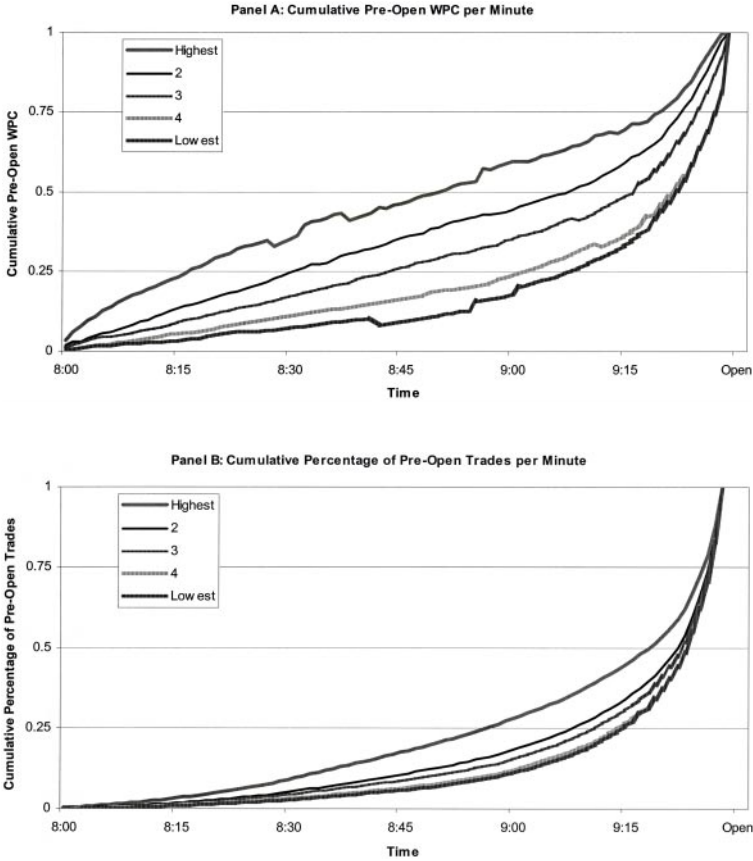 Panel A: Cumulative Pre-Open WPC per Minute
1
Highest
2
3
4
Low est
0.75
0.5
0.25
0
Cumulative Pre-Open WPC
8:00
8:15
8:30
8:45
9:00
9:15
Open
Time
Panel B: Cumulative Percentage of Pre-Open Trades per Minute
1
Highest
2
3
4
Low est
0.75
0.5
0.25
0
Cumulative Percentage of Pre-Open Trades
8:00
8:15
8:30
8:45
9:00
9:15
Open
Time